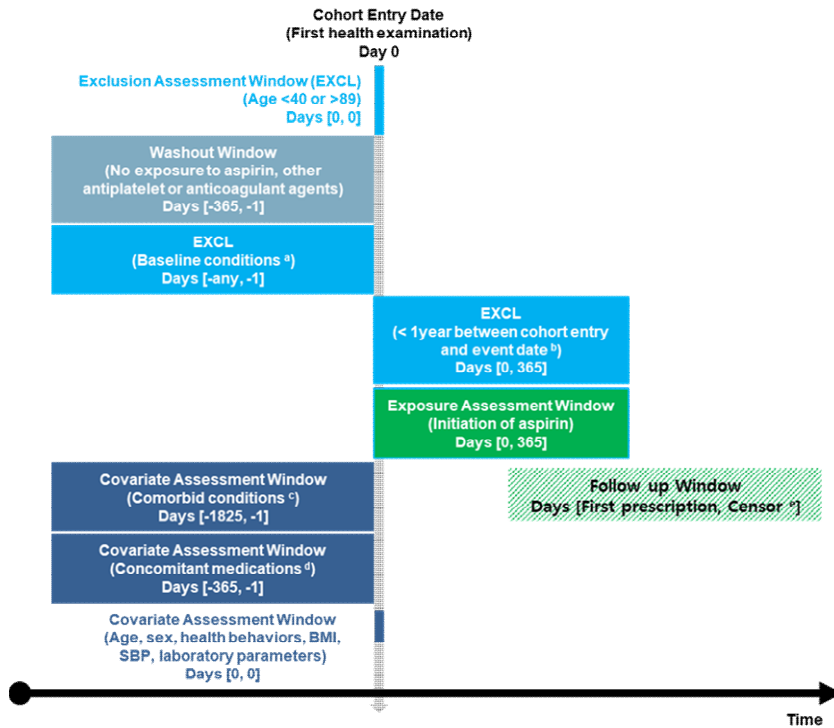 Cohort Entry Date
(First health examination)
Day 0
Exclusion Assessment Window (EXCL)
(Age <40 or >89)
Days [0, 0]
Washout Window
(No exposure to aspirin, other
antiplatelet or anticoagulant agents)
Days [-365, -1]
EXCL
(Baseline conditions ᵃ)
Days [-any, -1]
EXCL
(< 1year between cohort entry
and event date ᵇ)
Days [0, 365]
Exposure Assessment Window
(Initiation of aspirin)
Days [0, 365]
Covariate Assessment Window
(Comorbid conditions ᶜ)
Days [-1825, -1]
Follow up Window
Days [First prescription, Censor ᵉ]
Covariate Assessment Window
(Concomitant medications ᵈ)
Days [-365, -1]
Covariate Assessment Window
(Age, sex, health behaviors, BMI,
SBP, laboratory parameters)
Days [0, 0]
Time